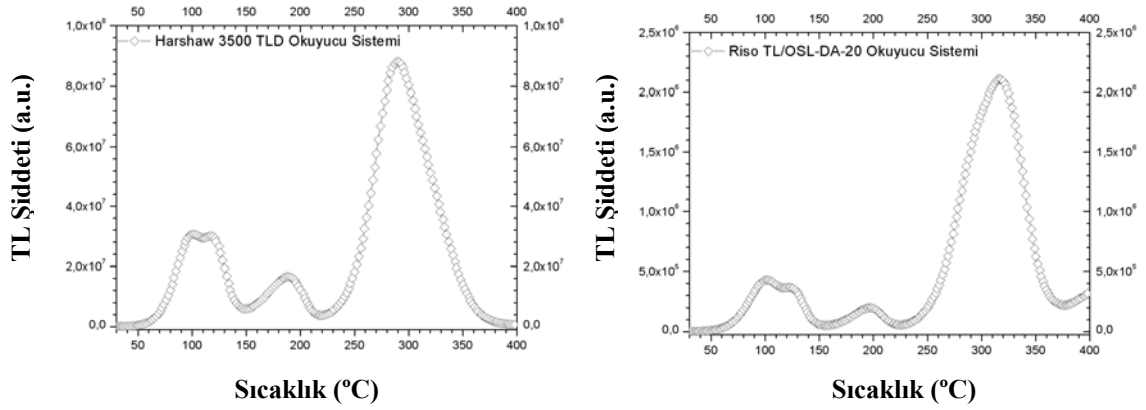 50 100 150 200 250 300 350 400
1,0x10⁸ 1,0x10⁸
Harshaw 3500 TLD Okuyucu Sistemi
8,0x10⁷ 8,0x10⁷
6,0x10⁷ 6,0x10⁷
4,0x10⁷ 4,0x10⁷
2,0x10⁷ 2,0x10⁷
0,0 0,0
50 100 150 200 250 300 350 400
TL Şiddeti (a.u.)
Sıcaklık (ºC)
50 100 150 200 250 300 350 400
2,5x10⁶ 2,5x10⁶
Riso TL/OSL-DA-20 Okuyucu Sistemi
2,0x10⁶ 2,0x10⁶
1,5x10⁶ 1,5x10⁶
1,0x10⁶ 1,0x10⁶
5,0x10⁵ 5,0x10⁵
0,0 0,0
50 100 150 200 250 300 350 400
TL Şiddeti (a.u.)
Sıcaklık (ºC)